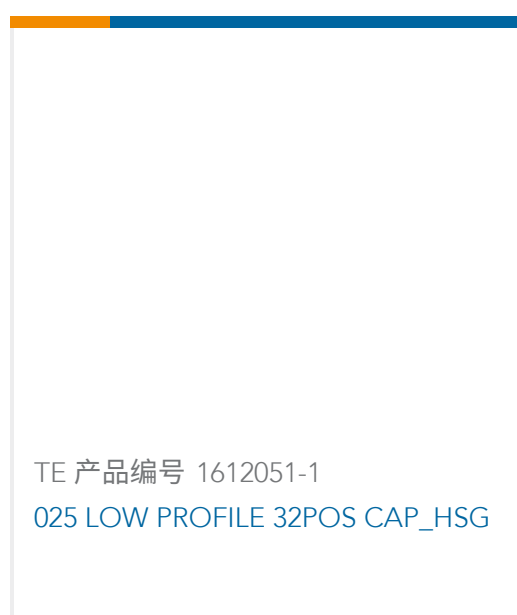 TE 产品编号 1612051-1
025 LOW PROFILE 32POS CAP_HSG